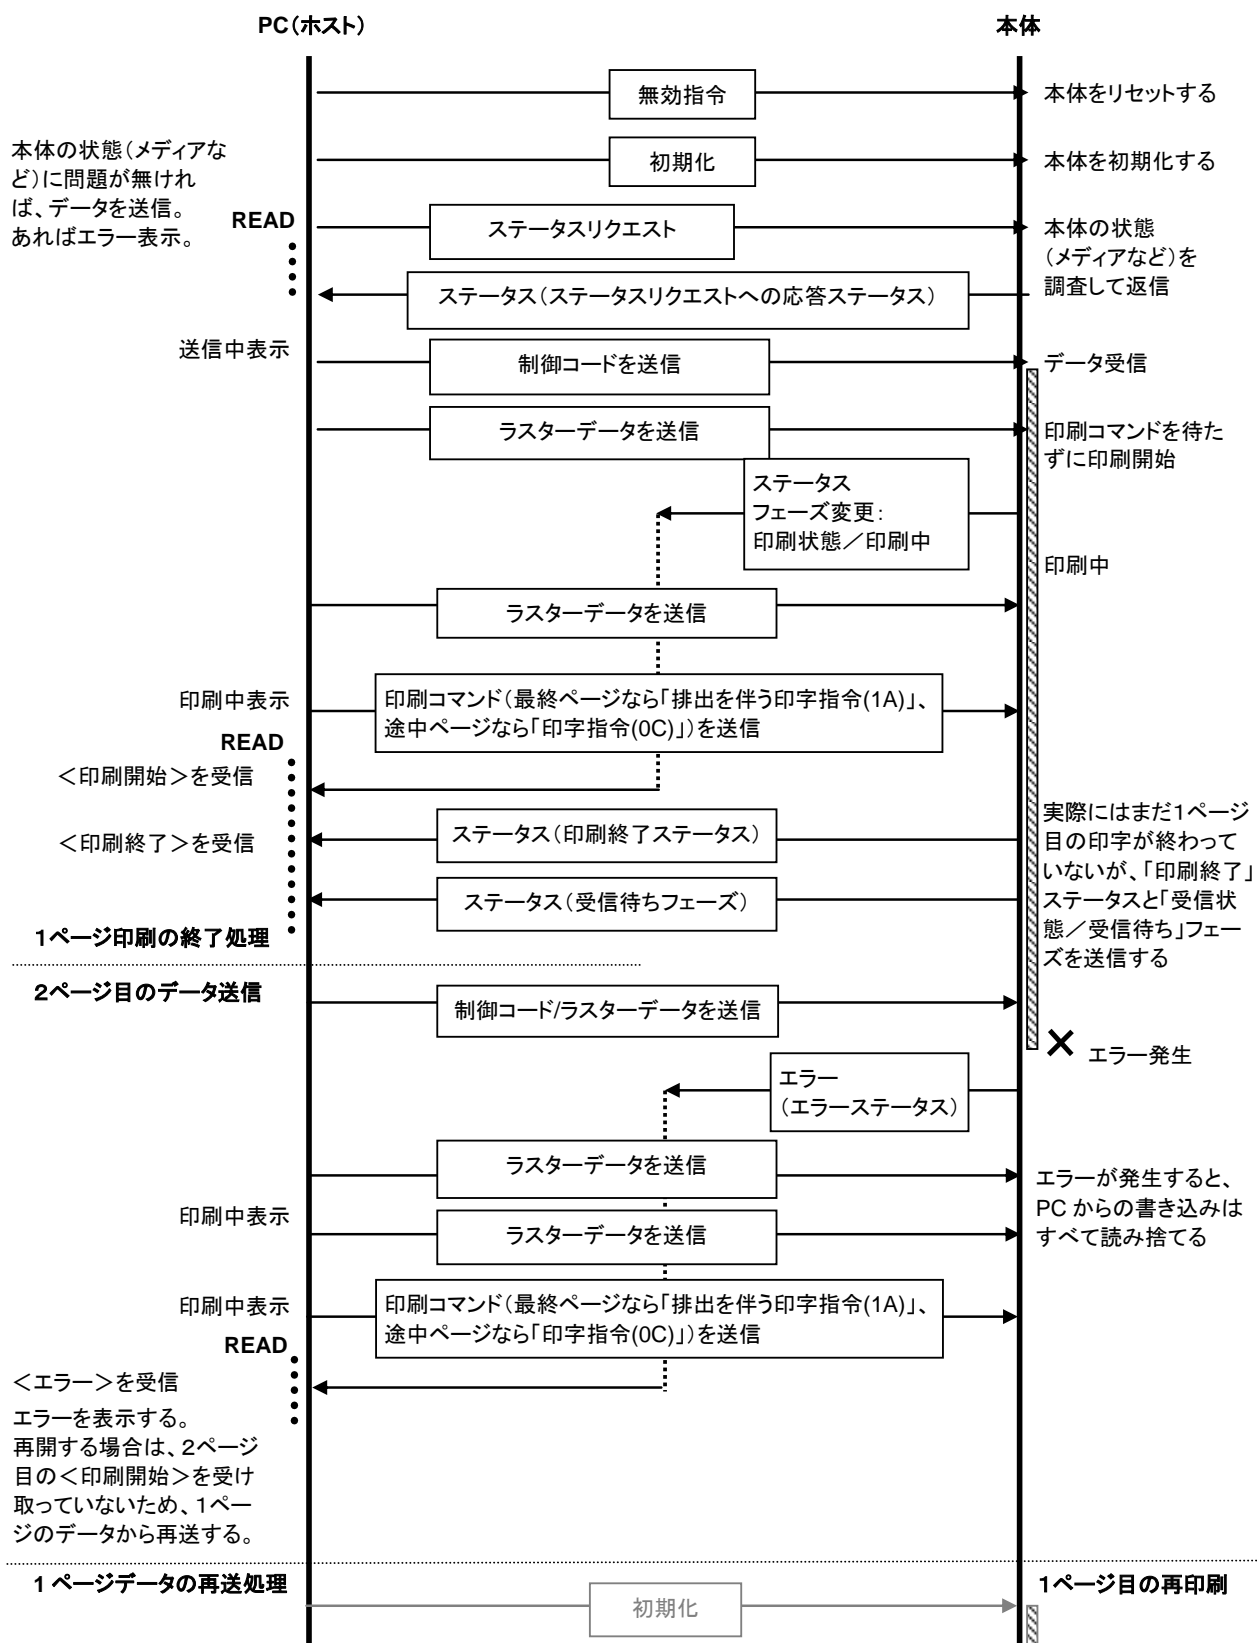 PC（ホスト）
本体
無効指令
本体をリセットする
本体の状態（メディアな
ど）に問題が無けれ
ば、データを送信。
あればエラー表示。
初期化
本体を初期化する
READ
ステータスリクエスト
本体の状態
（メディアなど）を
調査して返信
ステータス（ステータスリクエストへの応答ステータス）
送信中表示
制御コードを送信
データ受信
ラスターデータを送信
印刷コマンドを待た
ずに印刷開始
ステータス
フェーズ変更：
印刷状態／印刷中
印刷中
ラスターデータを送信
印刷中表示
印刷コマンド（最終ページなら「排出を伴う印字指令(1A)」、
途中ページなら「印字指令(0C)」）を送信
READ
＜印刷開始＞を受信
＜印刷終了＞を受信
ステータス（印刷終了ステータス）
ステータス（受信待ちフェーズ）
実際にはまだ１ページ
目の印字が終わって
いないが、「印刷終了」
ステータスと「受信状
態／受信待ち」フェー
ズを送信する
１ページ印刷の終了処理
２ページ目のデータ送信
制御コード/ラスターデータを送信
エラー発生
エラー
（エラーステータス）
ラスターデータを送信
エラーが発生すると、
PC からの書き込みは
すべて読み捨てる
印刷中表示
ラスターデータを送信
印刷中表示
印刷コマンド（最終ページなら「排出を伴う印字指令(1A)」、
途中ページなら「印字指令(0C)」）を送信
READ
＜エラー＞を受信
エラーを表示する。
再開する場合は、２ページ
目の＜印刷開始＞を受け
取っていないため、１ペー
ジのデータから再送する。
1 ページデータの再送処理
１ページ目の再印刷
初期化